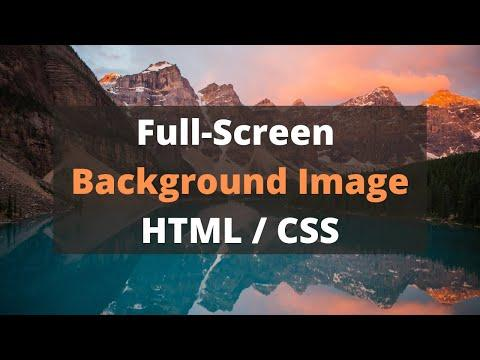 Full-Screen
Background Image
HTML / CSS